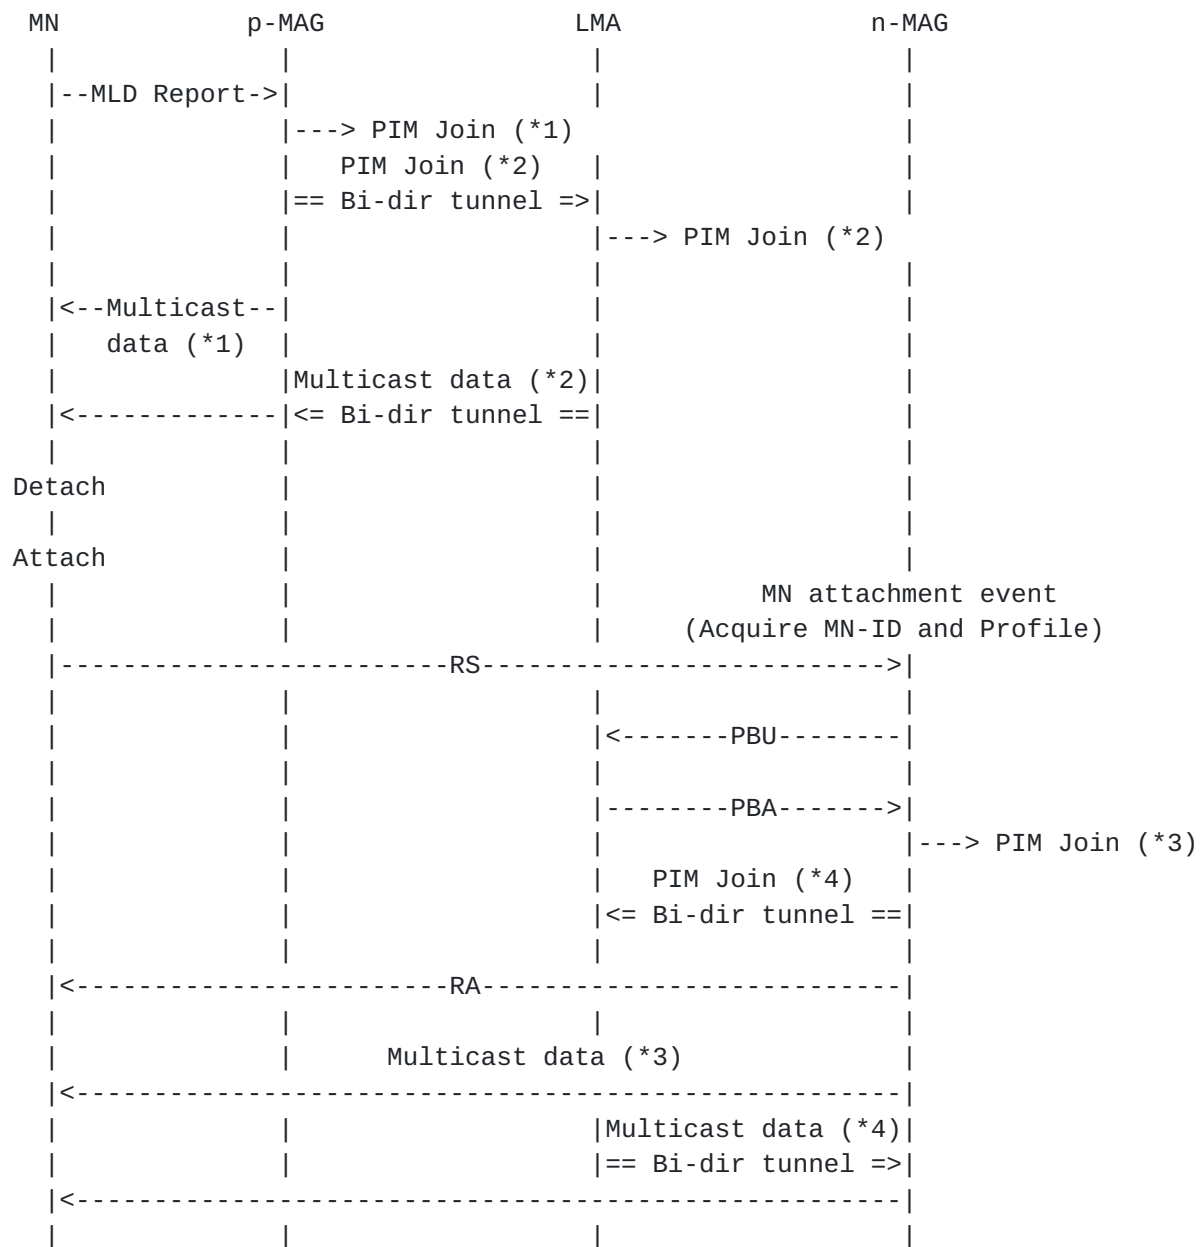 MN          p-MAG                LMA                n-MAG
|              |                   |                   |
|--MLD Report->|                   |                   |
|              |---> PIM Join (*1)                     |
|              |   PIM Join (*2)   |                   |
|              |== Bi-dir tunnel =>|                   |
|              |                   |---> PIM Join (*2)
|              |                   |                   |
|<--Multicast--|                   |                   |
|   data (*1)  |                   |                   |
|              |Multicast data (*2)|                   |
|<-------------|<= Bi-dir tunnel ==|                   |
|              |                   |                   |
Detach            |                   |                   |
|              |                   |                   |
Attach            |                   |                   |
|              |                   |          MN attachment event
|              |                   |     (Acquire MN-ID and Profile)
|-------------------------RS-------------------------->|
|              |                   |                   |
|              |                   |<-------PBU--------|
|              |                   |                   |
|              |                   |--------PBA------->|
|              |                   |                   |---> PIM Join (*3)
|              |                   |   PIM Join (*4)   |
|              |                   |<= Bi-dir tunnel ==|
|              |                   |                   |
|<------------------------RA---------------------------|
|              |                   |                   |
|              |      Multicast data (*3)              |
|<-----------------------------------------------------|
|              |                   |Multicast data (*4)|
|              |                   |== Bi-dir tunnel =>|
|<-----------------------------------------------------|
|              |                   |                   |